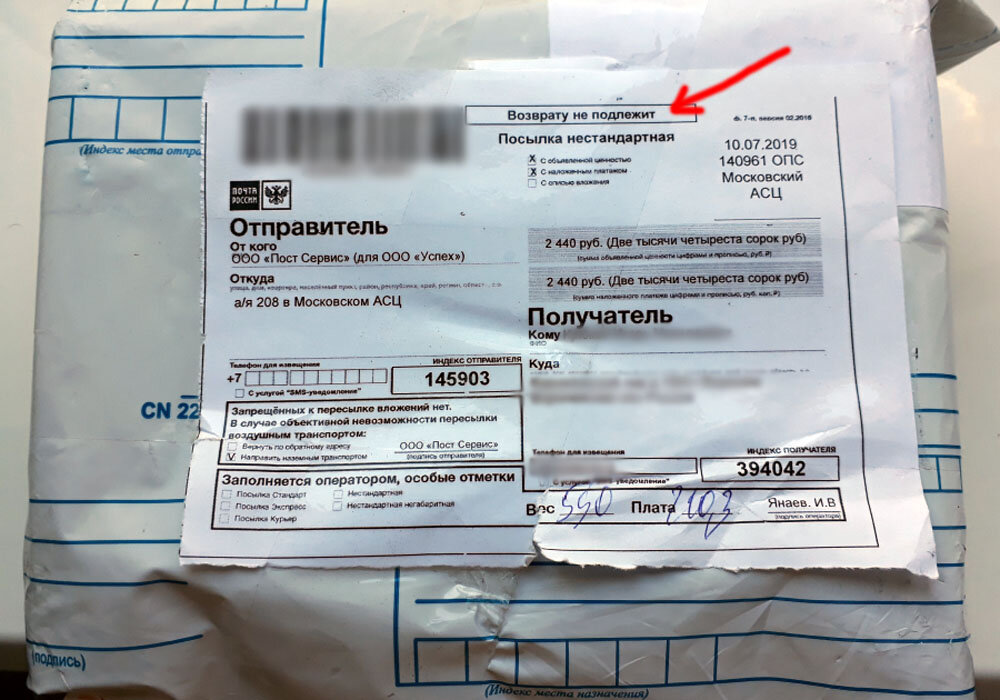 (Индекс места отпра
CN 22
(подпись)
(Индекс места назначения)
Возврату не подлежит
ф. 7-п. версия 02.2016
Посылка нестандартная
X С объявленной ценностью
X С наложенным платежом
С описью вложения
10.07.2019
140961 ОПС
Московский
АСЦ
ПОЧТА
РОССИИ
Отправитель
От кого
ООО «Пост Сервис» (для ООО «Успех»)
Откуда
а/я 208 в Московском АСЦ
2 440 руб. (Две тысячи четыреста сорок руб)
(сумма объявленной ценности цифрами и прописью, руб. ₽)
2 440 руб. (Две тысячи четыреста сорок руб)
(сумма наложенного платежа цифрами и прописью, руб. коп. ₽)
Получатель
Кому
ФИО
Куда
Телефон для извещения
ИНДЕКС ОТПРАВИТЕЛЯ
+7
145903
С услугой "SMS-уведомление"
Запрещённых к пересылке вложений нет.
В случае объективной невозможности пересылки
воздушным транспортом:
Вернуть по обратному адресу
ООО «Пост Сервис»
V Направить наземным транспортом
(подпись отправителя)
Телефон для извещения
ИНДЕКС ПОЛУЧАТЕЛЯ
394042
уведомление"
Заполняется оператором, особые отметки
Посылка Стандарт
Нестандартная
Посылка Экспресс
Нестандартная негабаритная
Посылка Курьер
Вес 590 Плата
Янаев. И.В
(подпись оператора)